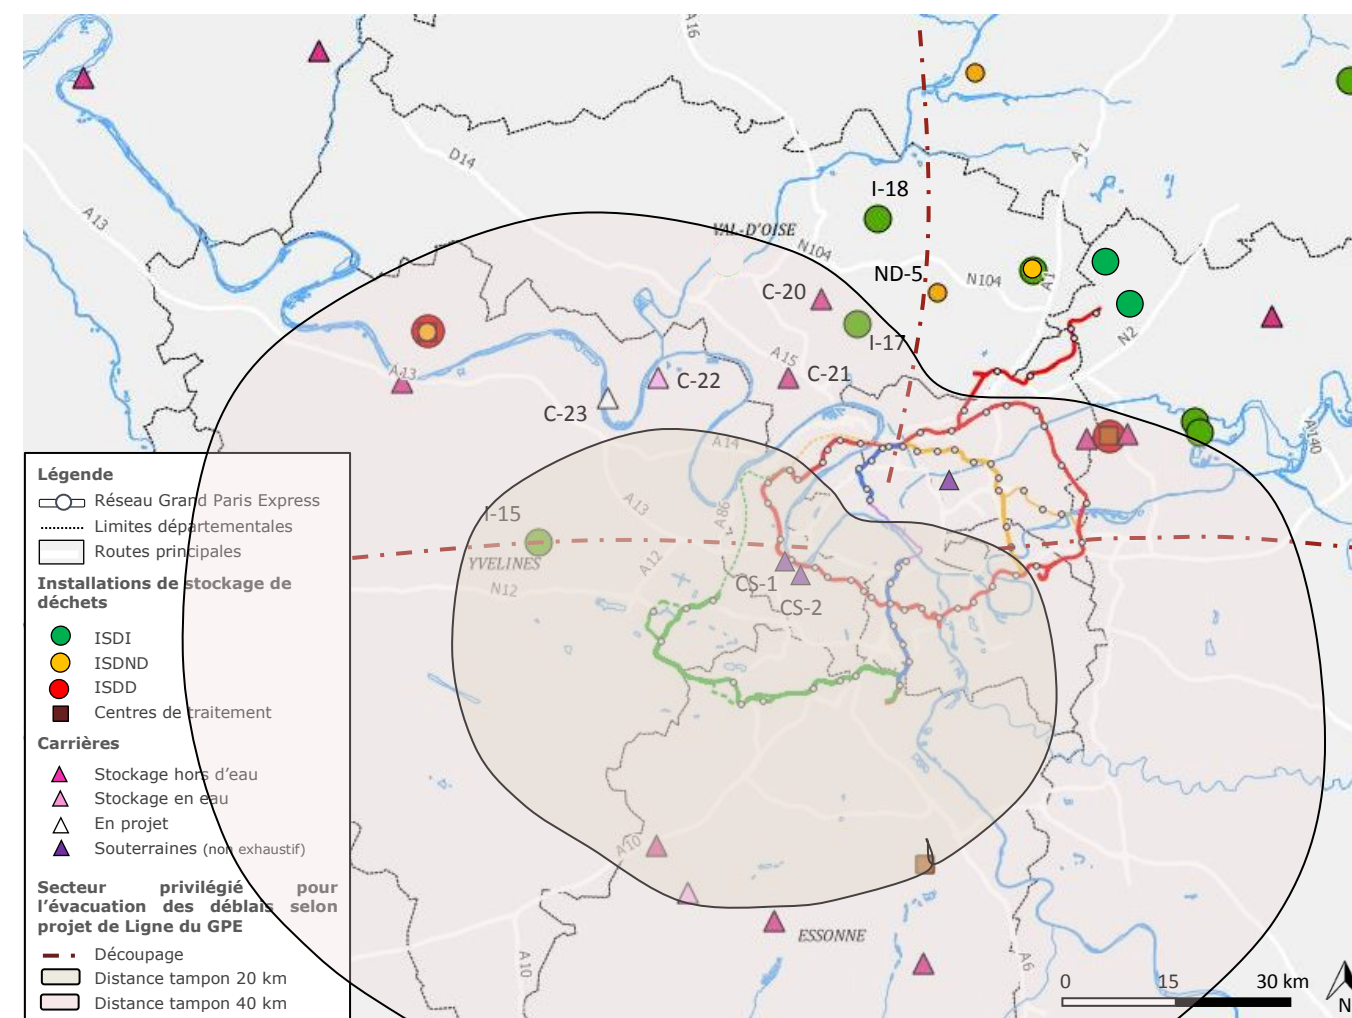 A16
D14
A1
I-18
A13
VAL-D'OISE
N104
ND-5
N104
A1
C-20
I-17
N2
A15
A13
C-21
C-22
C-23
A14
A140
A13
A86
I-15
A12
YVELINES
N12
CS-1
CS-2
A10
ESSONNE
A10
A6
Légende
Réseau Grand Paris Express
Limites départementales
Routes principales
Installations de stockage de
déchets
ISDI
ISDND
ISDD
Centres de traitement
Carrières
Stockage hors d'eau
Stockage en eau
En projet
Souterraines (non exhaustif)
Secteur privilégié pour
l'évacuation des déblais selon
projet de Ligne du GPE
Découpage
Distance tampon 20 km
Distance tampon 40 km
0 15 30 km
N